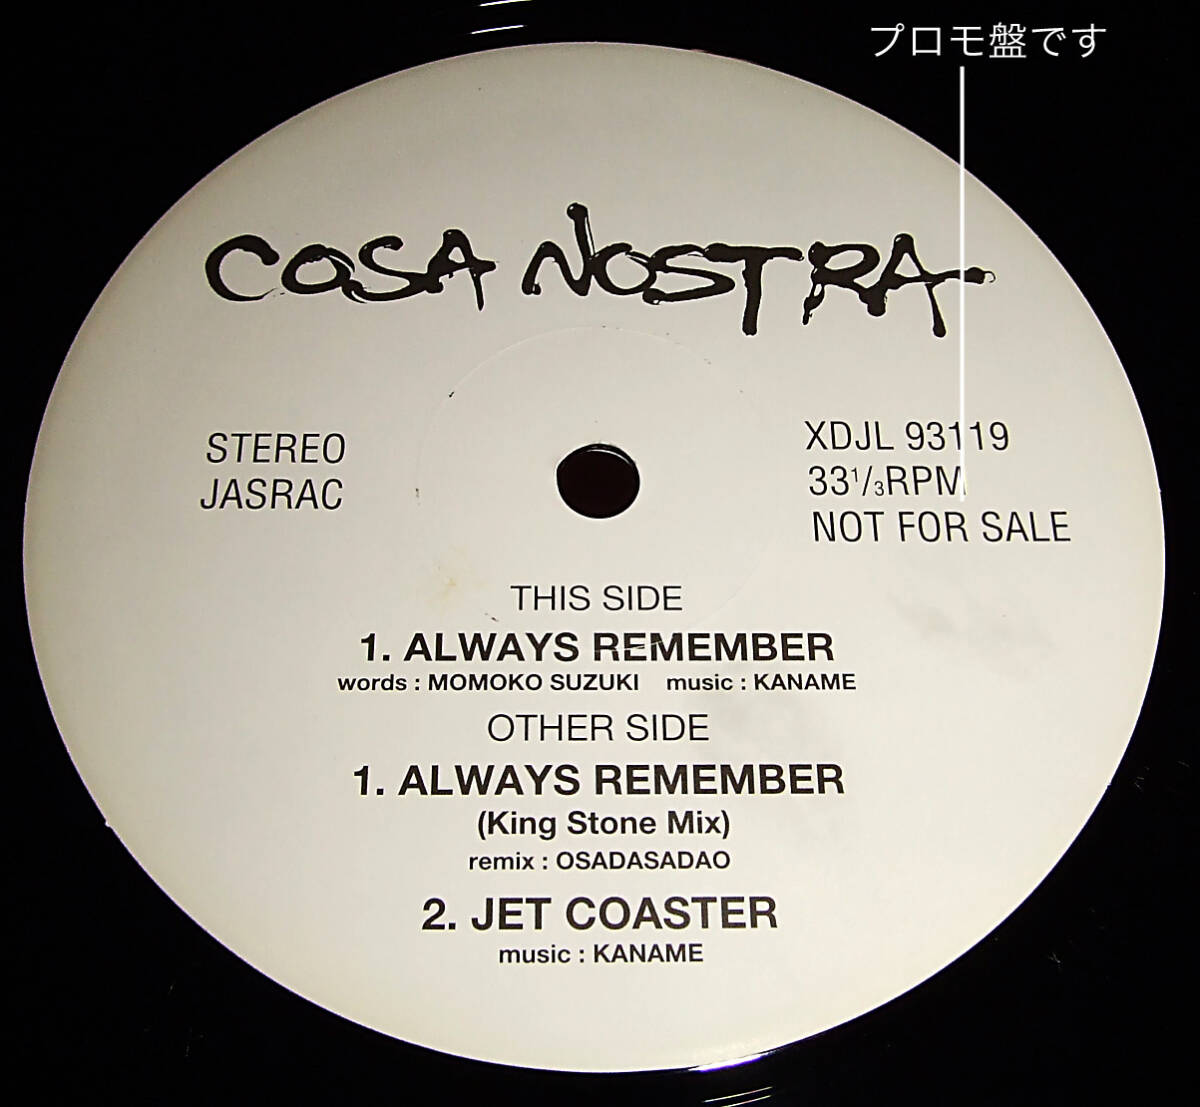 プロモ盤です
COSA NOSTRA
STEREO
JASRAC
XDJL 93119
33 1/3RPM
NOT FOR SALE
THIS SIDE
1. ALWAYS REMEMBER
words : MOMOKO SUZUKI music : KANAME
OTHER SIDE
1. ALWAYS REMEMBER
(King Stone Mix)
remix : OSADASADAO
2. JET COASTER
music : KANAME